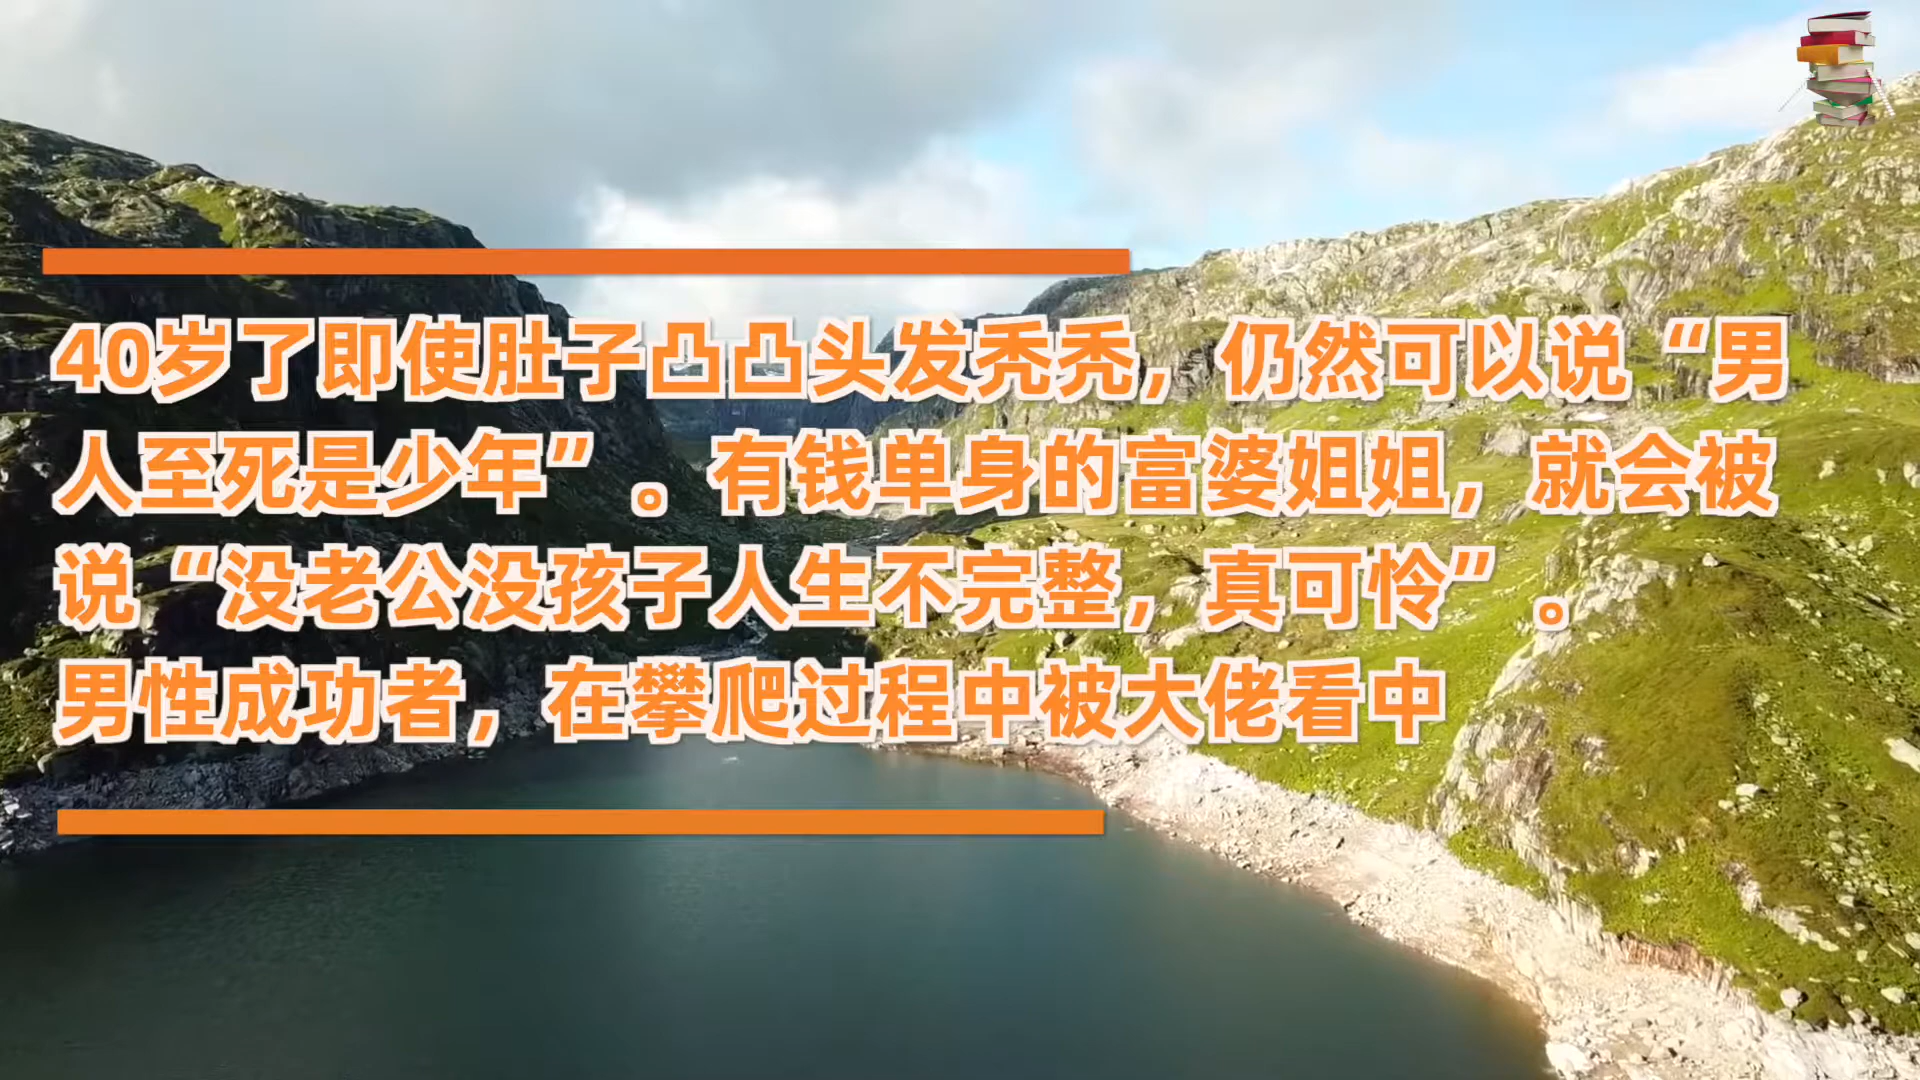 40岁了即使肚子凸凸头发秃秃，仍然可以说“男
人至死是少年”。有钱单身的富婆姐姐，就会被
说“没老公没孩子人生不完整，真可怜”。
男性成功者，在攀爬过程中被大佬看中